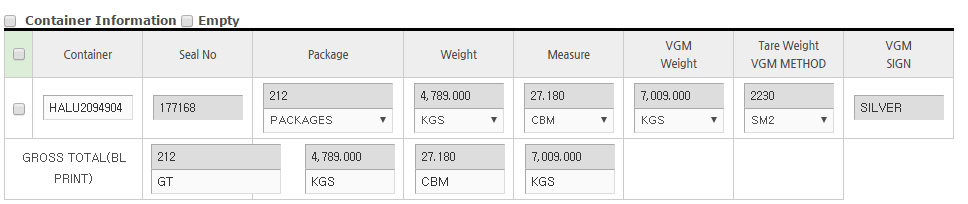 Container Information Empty
Container Seal No Package Weight Measure VGM Weight Tare Weight VGM METHOD VGM SIGN
HALU2094904 177168 212 PACKAGES 4,789.000 KGS 27.180 CBM 7,009.000 KGS 2230 SM2 SILVER
GROSS TOTAL(BL PRINT) 212 GT 4,789.000 KGS 27.180 CBM 7,009.000 KGS